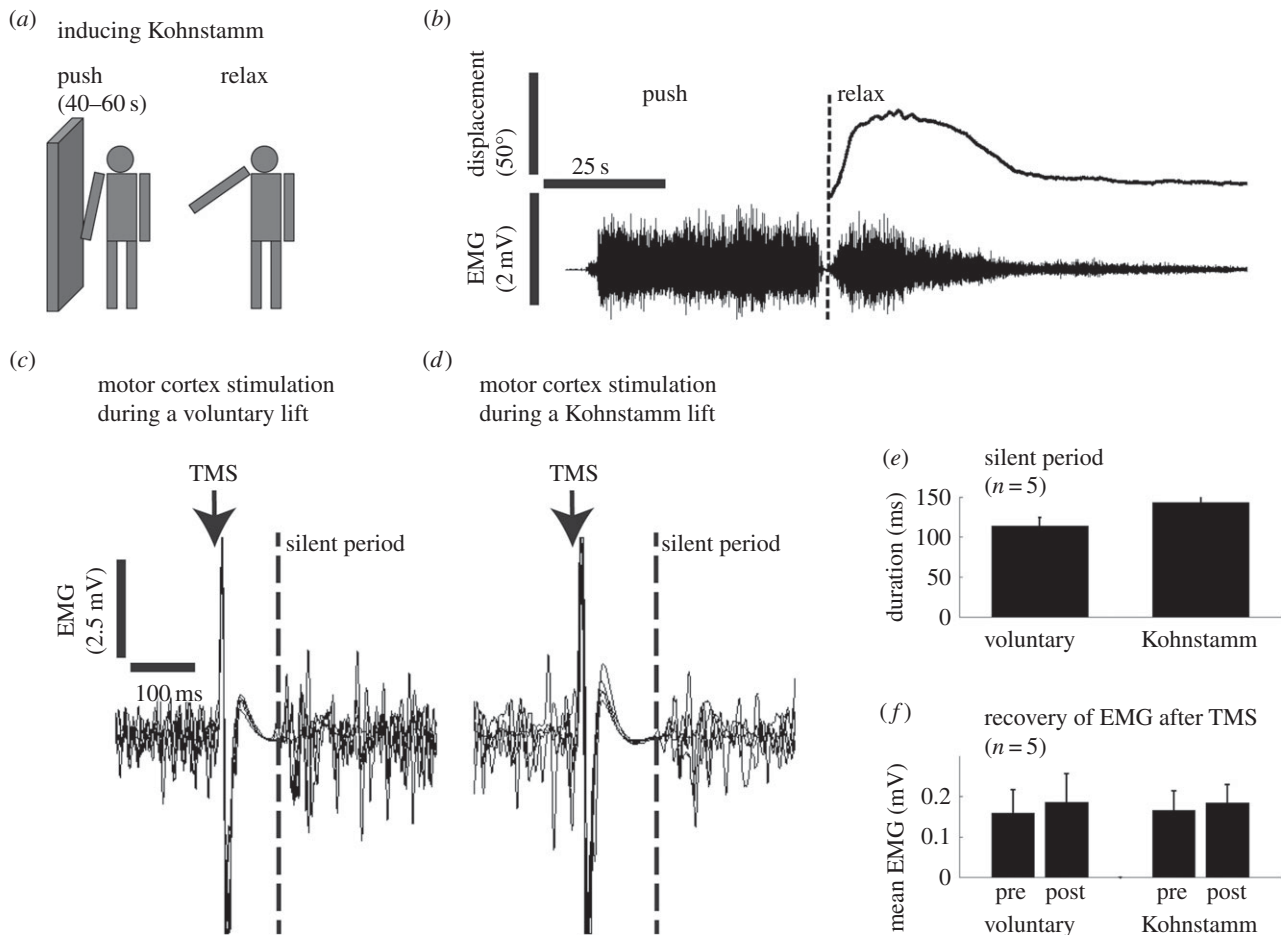 (a) inducing Kohnstamm
push
(40–60 s)
relax
(b)
displacement
(50°)
push
relax
25 s
EMG
(2 mV)
(c)
motor cortex stimulation
during a voluntary lift
TMS
silent period
EMG
(2.5 mV)
100 ms
(d)
motor cortex stimulation
during a Kohnstamm lift
TMS
silent period
(e) silent period
(n = 5)
duration (ms)
150
100
50
0
voluntary Kohnstamm
(f) recovery of EMG after TMS
(n = 5)
mean EMG (mV)
0.2
0.1
0
pre post pre post
voluntary Kohnstamm